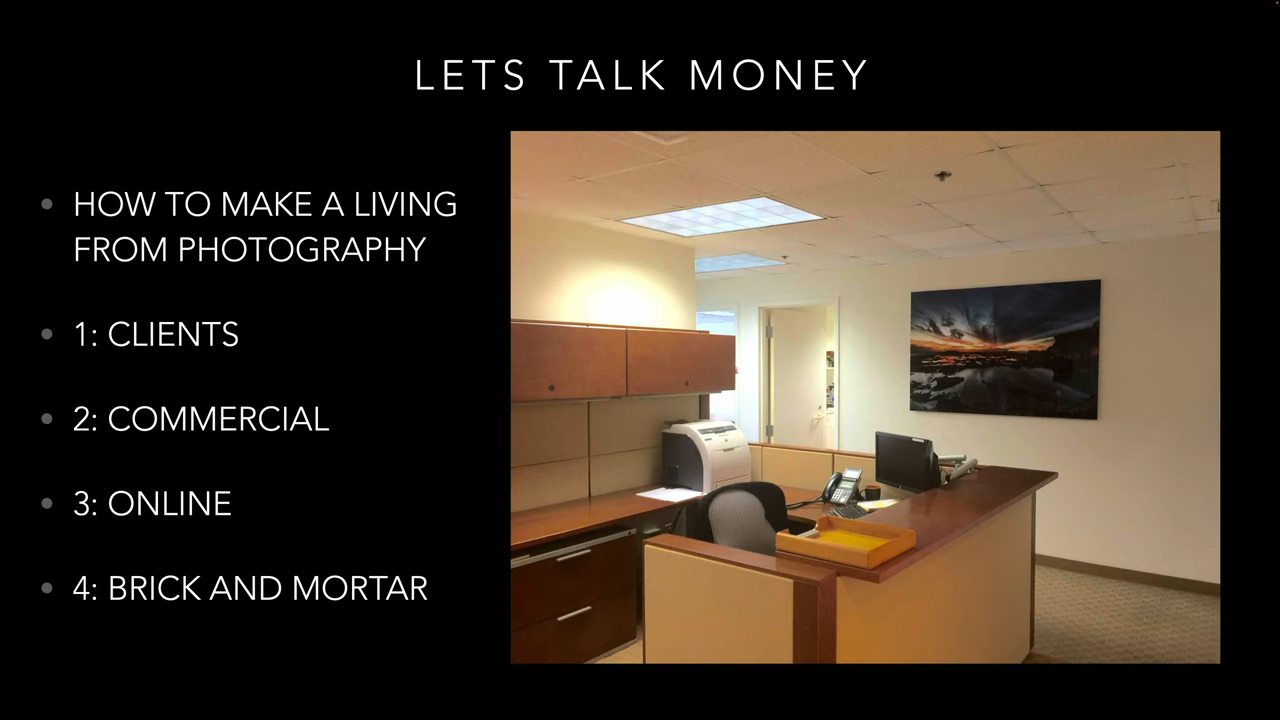 LETS TALK MONEY
• HOW TO MAKE A LIVING
FROM PHOTOGRAPHY
• 1: CLIENTS
• 2: COMMERCIAL
• 3: ONLINE
• 4: BRICK AND MORTAR